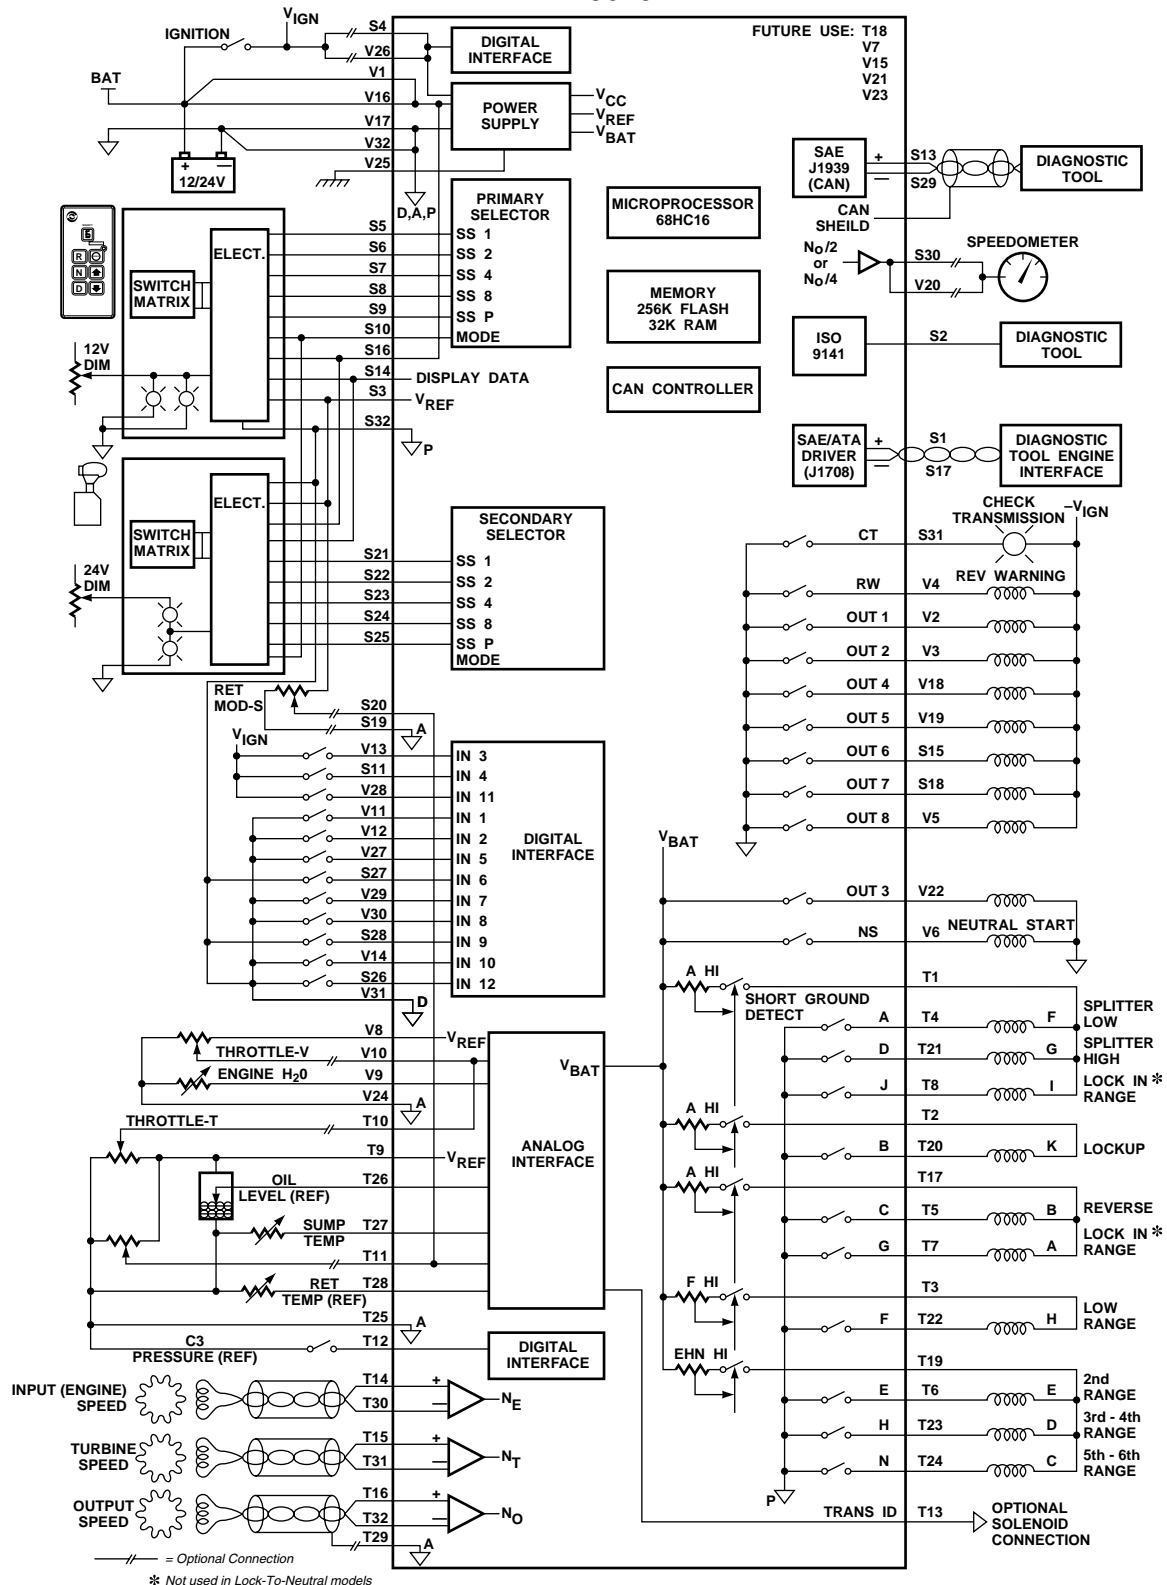 IGNITION
V IGN
S4
V26
DIGITAL
INTERFACE
FUTURE USE: T18
V7
V15
V21
V23
BAT
V1
V16
V17
V32
V25
POWER
SUPPLY
V CC
V REF
V BAT
+ —
12/24V
D,A,P
SAE
J1939
(CAN)
+
—
S13
S29
DIAGNOSTIC
TOOL
CAN
SHEILD
PRIMARY
SELECTOR
S5
SS 1
S6
SS 2
S7
SS 4
S8
SS 8
S9
SS P
S10
MODE
S16
S14
DISPLAY DATA
S3
V REF
S32
P
ELECT.
SWITCH
MATRIX
R
N
D
12V
DIM
MICROPROCESSOR
68HC16
MEMORY
256K FLASH
32K RAM
CAN CONTROLLER
NO/2
or
NO/4
S30
V20
SPEEDOMETER
ISO
9141
S2
DIAGNOSTIC
TOOL
SAE/ATA
DRIVER
(J1708)
+
—
S1
S17
DIAGNOSTIC
TOOL ENGINE
INTERFACE
ELECT.
SWITCH
MATRIX
24V
DIM
SECONDARY
SELECTOR
S21
SS 1
S22
SS 2
S23
SS 4
S24
SS 8
S25
SS P
MODE
CHECK
TRANSMISSION
–V IGN
CT S31
REV WARNING
RW V4
OUT 1 V2
OUT 2 V3
OUT 4 V18
OUT 5 V19
OUT 6 S15
OUT 7 S18
OUT 8 V5
RET
MOD-S
S20
S19
A
V IGN
V13 IN 3
S11 IN 4
V28 IN 11
V11 IN 1
V12 IN 2
V27 IN 5
S27 IN 6
V29 IN 7
V30 IN 8
S28 IN 9
V14 IN 10
S26 IN 12
V31
D
DIGITAL
INTERFACE
V BAT
OUT 3 V22
NS V6 NEUTRAL START
V8
V REF
THROTTLE-V V10
ENGINE H20 V9
V24
A
THROTTLE-T
T10
T9
V REF
OIL
LEVEL (REF)
T26
SUMP
TEMP
T27
T11
RET
TEMP (REF)
T28
T25
A
C3
PRESSURE (REF)
T12
V BAT
ANALOG
INTERFACE
DIGITAL
INTERFACE
A HI
SHORT GROUND
DETECT
T1
A T4 F
SPLITTER
LOW
D T21 G
SPLITTER
HIGH
J T8 I
LOCK IN *
RANGE
A HI
T2
B T20 K
LOCKUP
A HI
T17
C T5 B
REVERSE
G T7 A
LOCK IN *
RANGE
F HI
T3
F T22 H
LOW
RANGE
EHN HI
T19
E T6 E
2nd
RANGE
H T23 D
3rd - 4th
RANGE
N T24 C
5th - 6th
RANGE
P
TRANS ID T13
OPTIONAL
SOLENOID
CONNECTION
INPUT (ENGINE)
SPEED
T14
T30
+
—
NE
TURBINE
SPEED
T15
T31
+
—
NT
OUTPUT
SPEED
T16
T32
+
—
NO
T29
A
= Optional Connection
* Not used in Lock-To-Neutral models